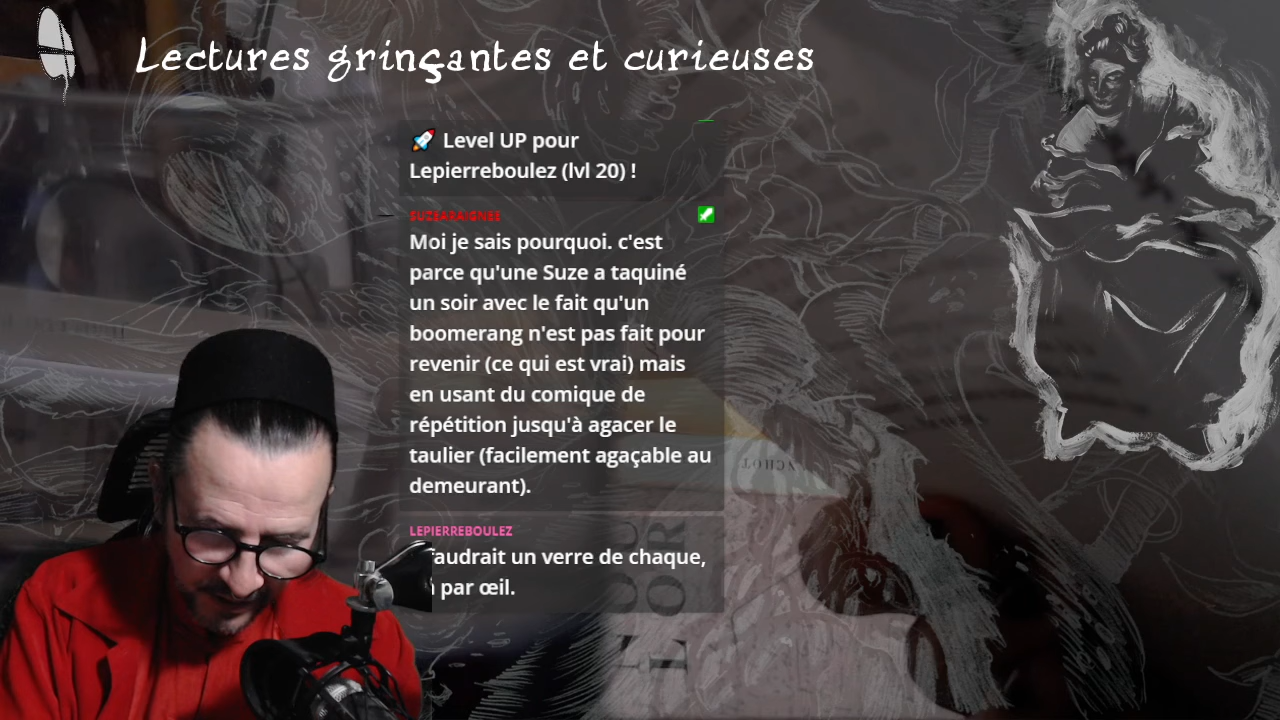 Lectures grinçantes et curieuses
🚀 Level UP pour
Lepierreboulez (lvl 20) !
SUZEARAIGNEE
Moi je sais pourquoi. c'est
parce qu'une Suze a taquiné
un soir avec le fait qu'un
boomerang n'est pas fait pour
revenir (ce qui est vrai) mais
en usant du comique de
répétition jusqu'à agacer le
taulier (facilement agaçable au
demeurant).
LEPIERREBOULEZ
faudrait un verre de chaque,
par œil.